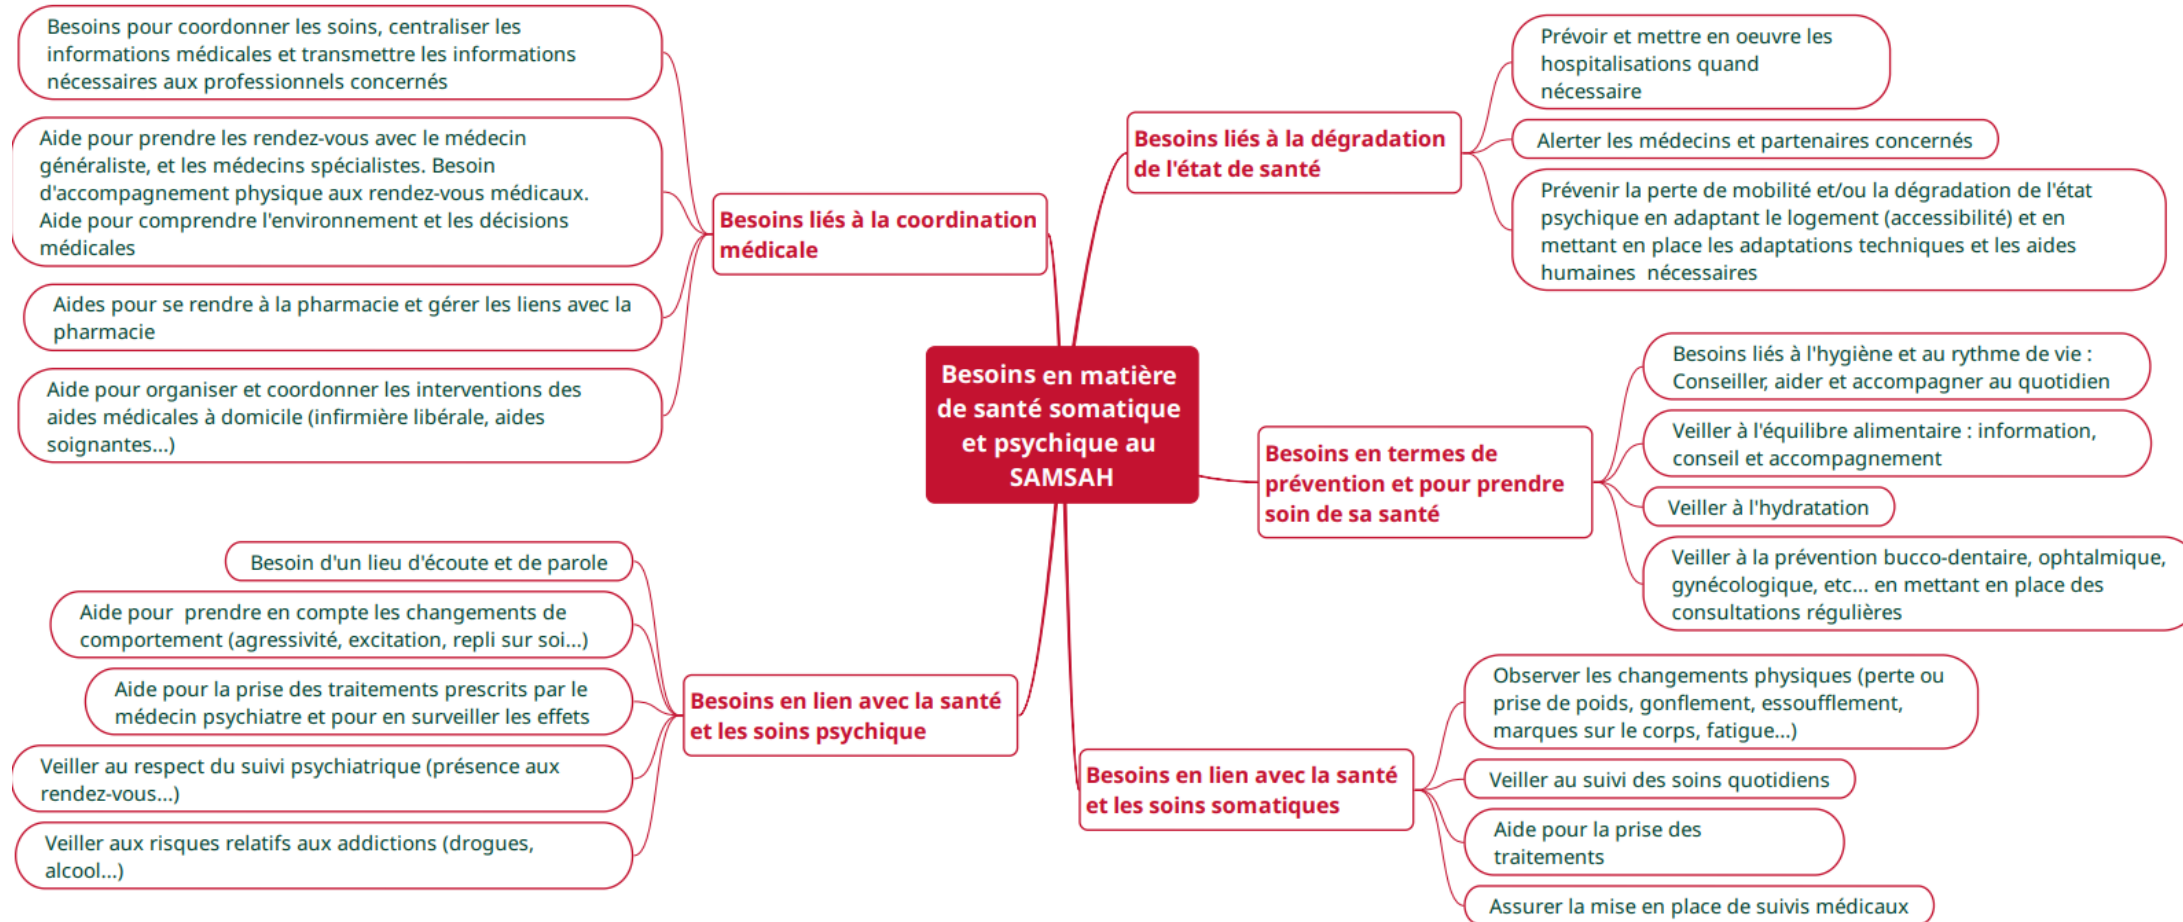 Besoins en matière
de santé somatique
et psychique au
SAMSAH
Besoins liés à la coordination
médicale
Besoins pour coordonner les soins, centraliser les
informations médicales et transmettre les informations
nécessaires aux professionnels concernés
Aide pour prendre les rendez-vous avec le médecin
généraliste, et les médecins spécialistes. Besoin
d'accompagnement physique aux rendez-vous médicaux.
Aide pour comprendre l'environnement et les décisions
médicales
Aides pour se rendre à la pharmacie et gérer les liens avec la
pharmacie
Aide pour organiser et coordonner les interventions des
aides médicales à domicile (infirmière libérale, aides
soignantes...)
Besoins en lien avec la santé
et les soins psychique
Besoin d'un lieu d'écoute et de parole
Aide pour  prendre en compte les changements de
comportement (agressivité, excitation, repli sur soi...)
Aide pour la prise des traitements prescrits par le
médecin psychiatre et pour en surveiller les effets
Veiller au respect du suivi psychiatrique (présence aux
rendez-vous...)
Veiller aux risques relatifs aux addictions (drogues,
alcool...)
Besoins liés à la dégradation
de l'état de santé
Prévoir et mettre en oeuvre les
hospitalisations quand
nécessaire
Alerter les médecins et partenaires concernés
Prévenir la perte de mobilité et/ou la dégradation de l'état
psychique en adaptant le logement (accessibilité) et en
mettant en place les adaptations techniques et les aides
humaines  nécessaires
Besoins en termes de
prévention et pour prendre
soin de sa santé
Besoins liés à l'hygiène et au rythme de vie :
Conseiller, aider et accompagner au quotidien
Veiller à l'équilibre alimentaire : information,
conseil et accompagnement
Veiller à l'hydratation
Veiller à la prévention bucco-dentaire, ophtalmique,
gynécologique, etc... en mettant en place des
consultations régulières
Besoins en lien avec la santé
et les soins somatiques
Observer les changements physiques (perte ou
prise de poids, gonflement, essoufflement,
marques sur le corps, fatigue...)
Veiller au suivi des soins quotidiens
Aide pour la prise des
traitements
Assurer la mise en place de suivis médicaux